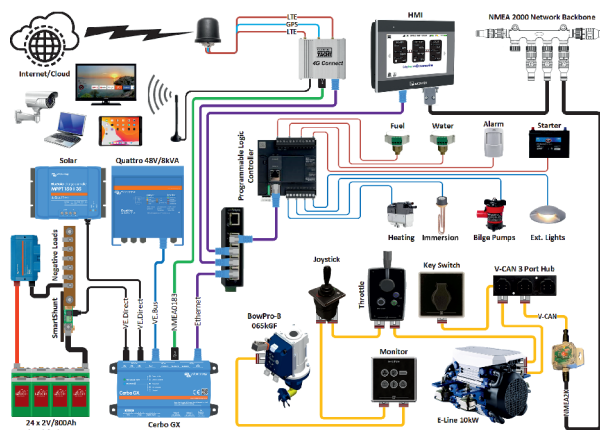 LTE
GPS
LTE
HMI
NMEA 2000 Network Backbone
Internet/Cloud
4G Connect
Fuel
Water
Alarm
Starter
Solar
Quattro 48V/8kVA
Programmable Logic
Controller
Heating
Immersion
Bilge Pumps
Ext. Lights
Negative Loads
SmartShunt
VE.Direct
VE.Direct
VE.Bus
NMEA0183
Ethernet
Joystick
Throttle
Key Switch
V-CAN 3 Port Hub
V-CAN
BowPro-B
065kGF
Monitor
NMEA2K
Cerbo GX
24 x 2V/800Ah
Cerbo GX
E-Line 10kW